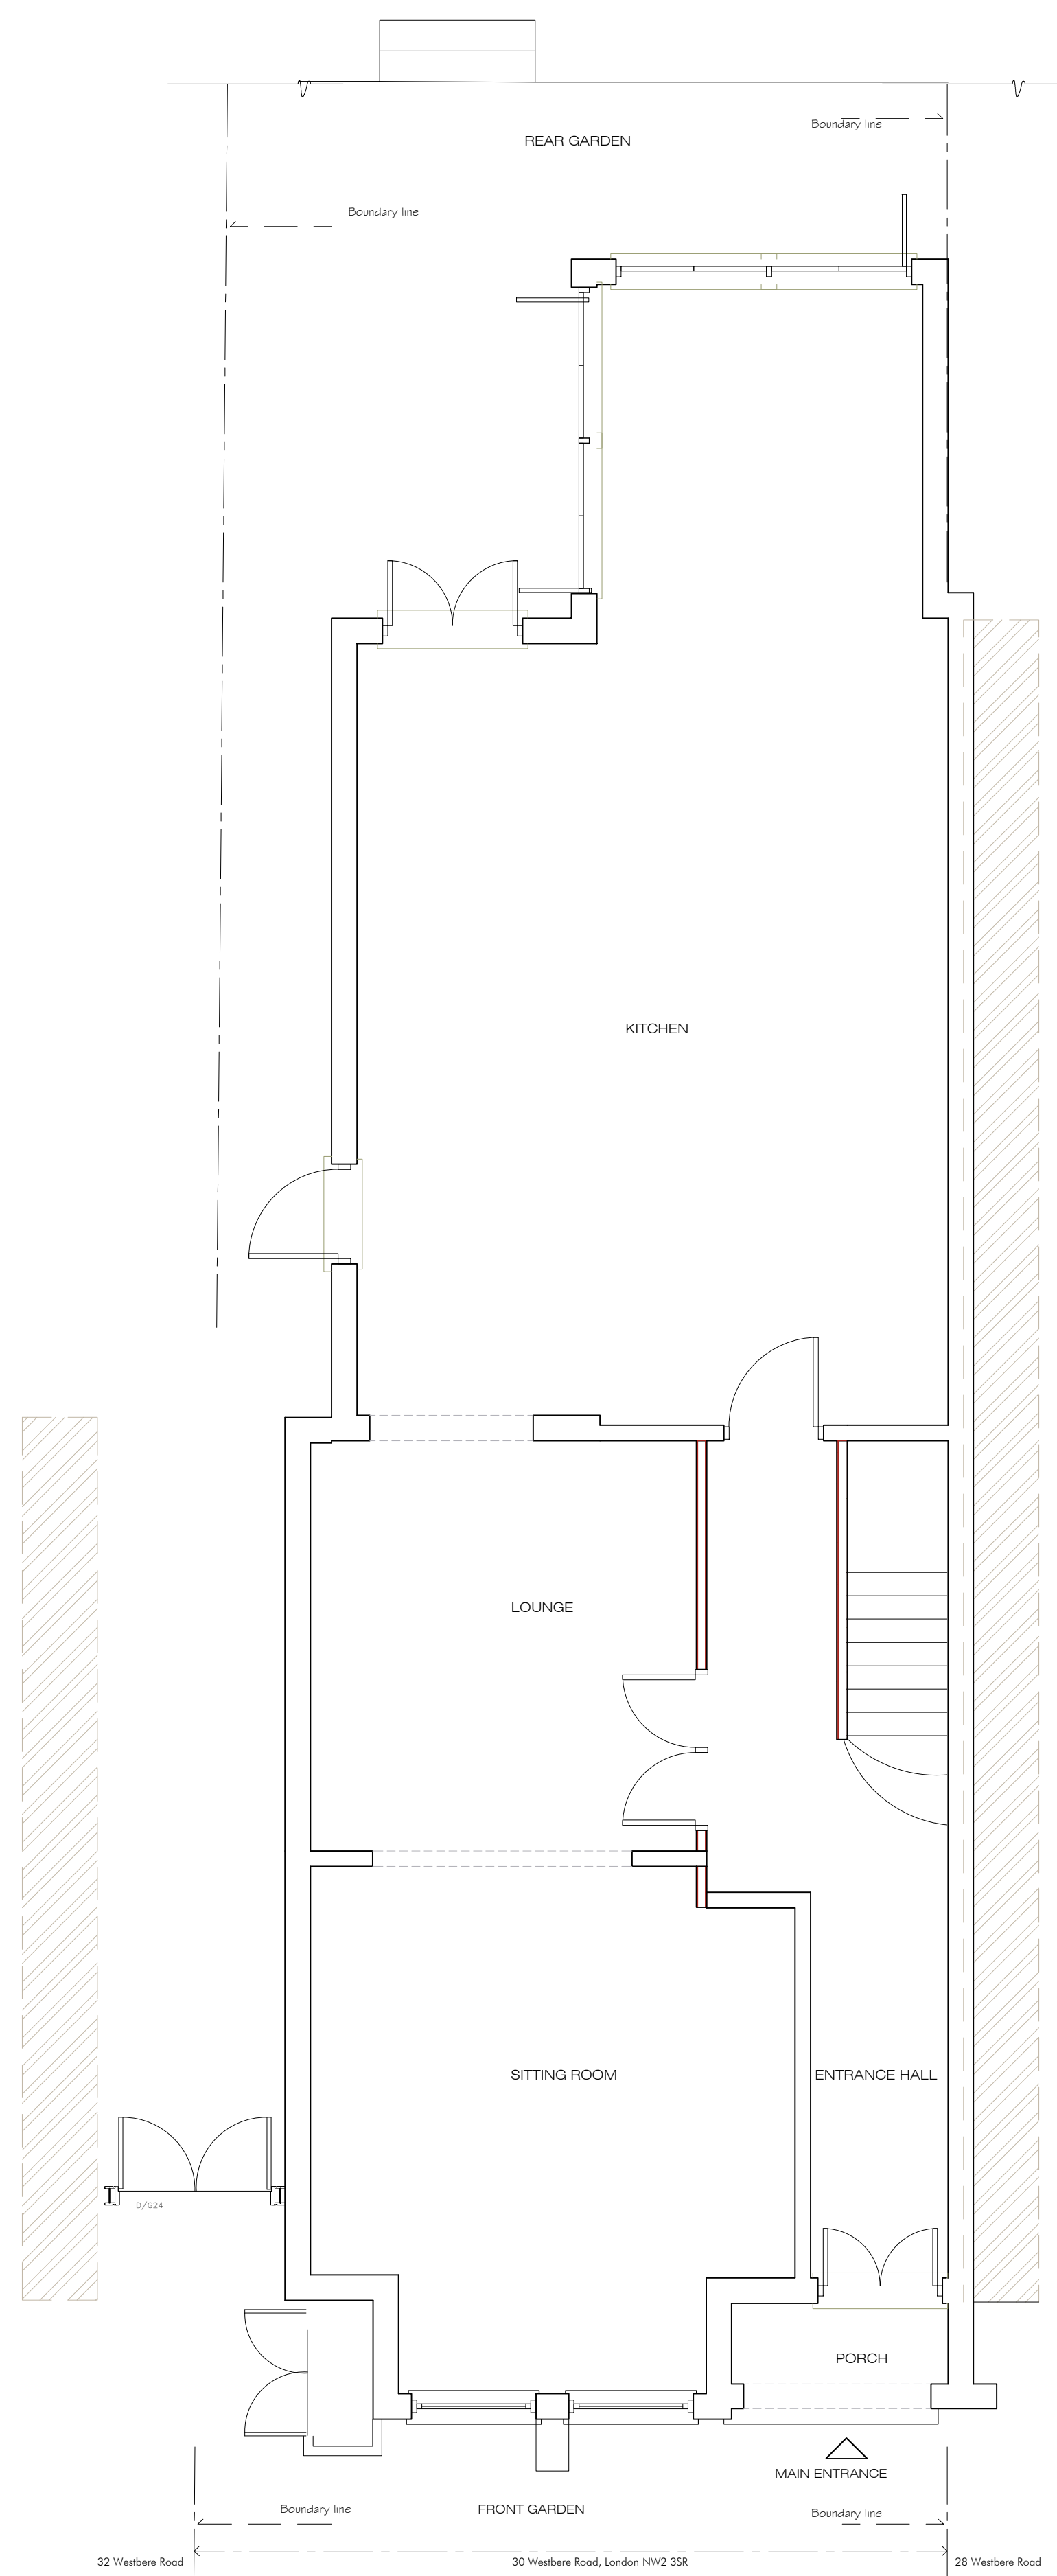 Boundary line
REAR GARDEN
Boundary line
KITCHEN
LOUNGE
SITTING ROOM
ENTRANCE HALL
D/G24
PORCH
MAIN ENTRANCE
Boundary line
FRONT GARDEN
Boundary line
32 Westbere Road
30 Westbere Road, London NW2 3SR
28 Westbere Road